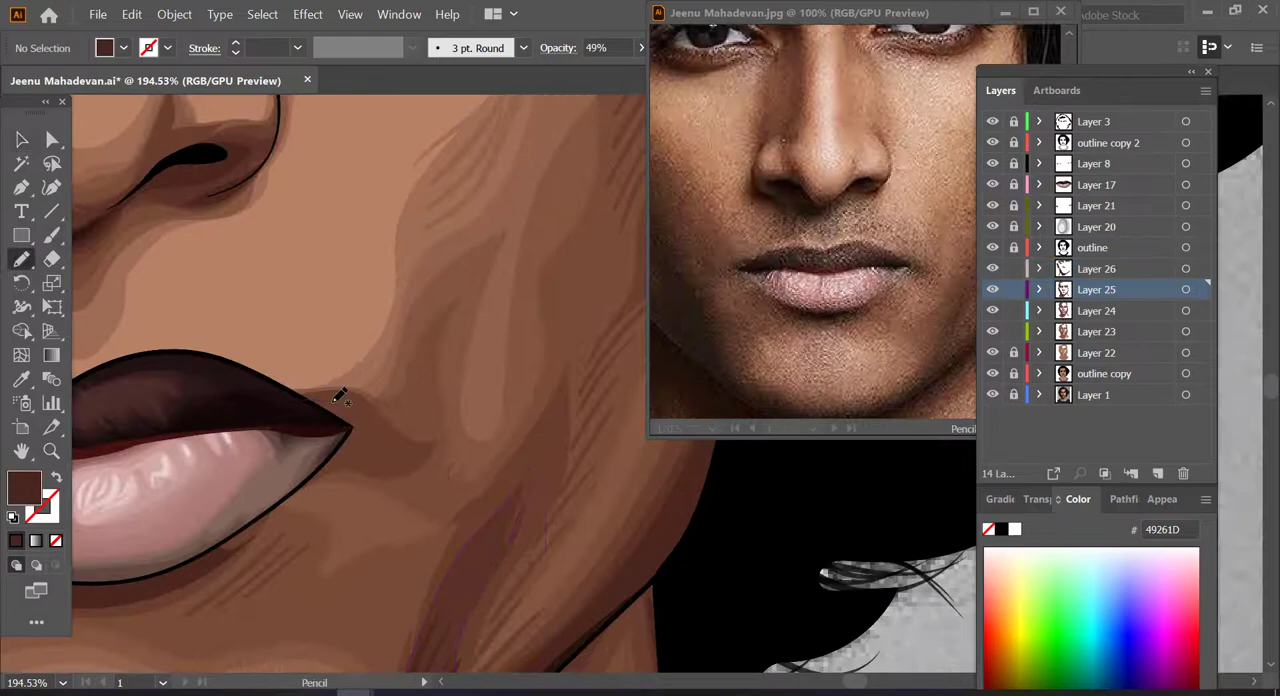 Ai File Edit Object Type Select Effect View Window Help
Ai Jeenu Mahadevan.jpg @ 100% (RGB/GPU Preview)
Adobe Stock
No Selection Stroke: 3 pt. Round Opacity: 49%
Jeenu Mahadevan.ai* @ 194.53% (RGB/GPU Preview)
Layers Artboards
Layer 3
outline copy 2
Layer 8
Layer 17
Layer 21
Layer 20
outline
Layer 26
Layer 25
Layer 24
Layer 23
Layer 22
outline copy
Layer 1
Pencil
14 La...
Gradie Transp Color Pathfi Appea
# 49261D
194.53% 1 Pencil